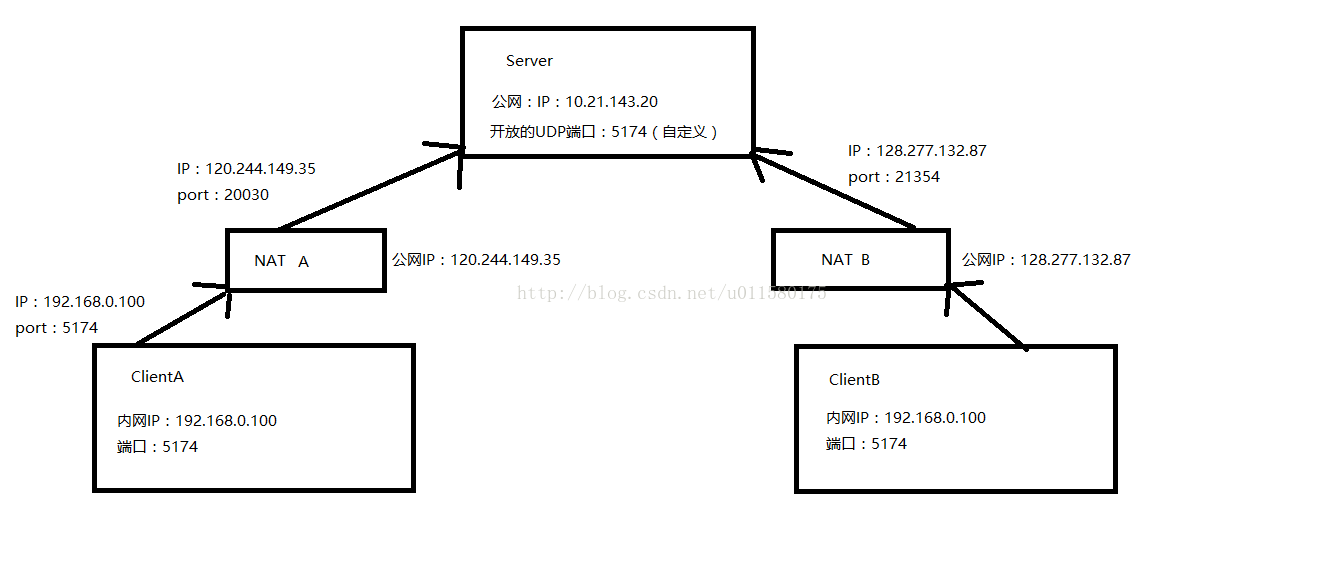 Server
公网：IP：10.21.143.20
开放的UDP端口：5174（自定义）
IP：120.244.149.35
port：20030
IP：128.277.132.87
port：21354
NAT A
公网IP：120.244.149.35
NAT B
公网IP：128.277.132.87
http://blog.csdn.net/u011580175
IP：192.168.0.100
port：5174
ClientA
内网IP：192.168.0.100
端口：5174
ClientB
内网IP：192.168.0.100
端口：5174